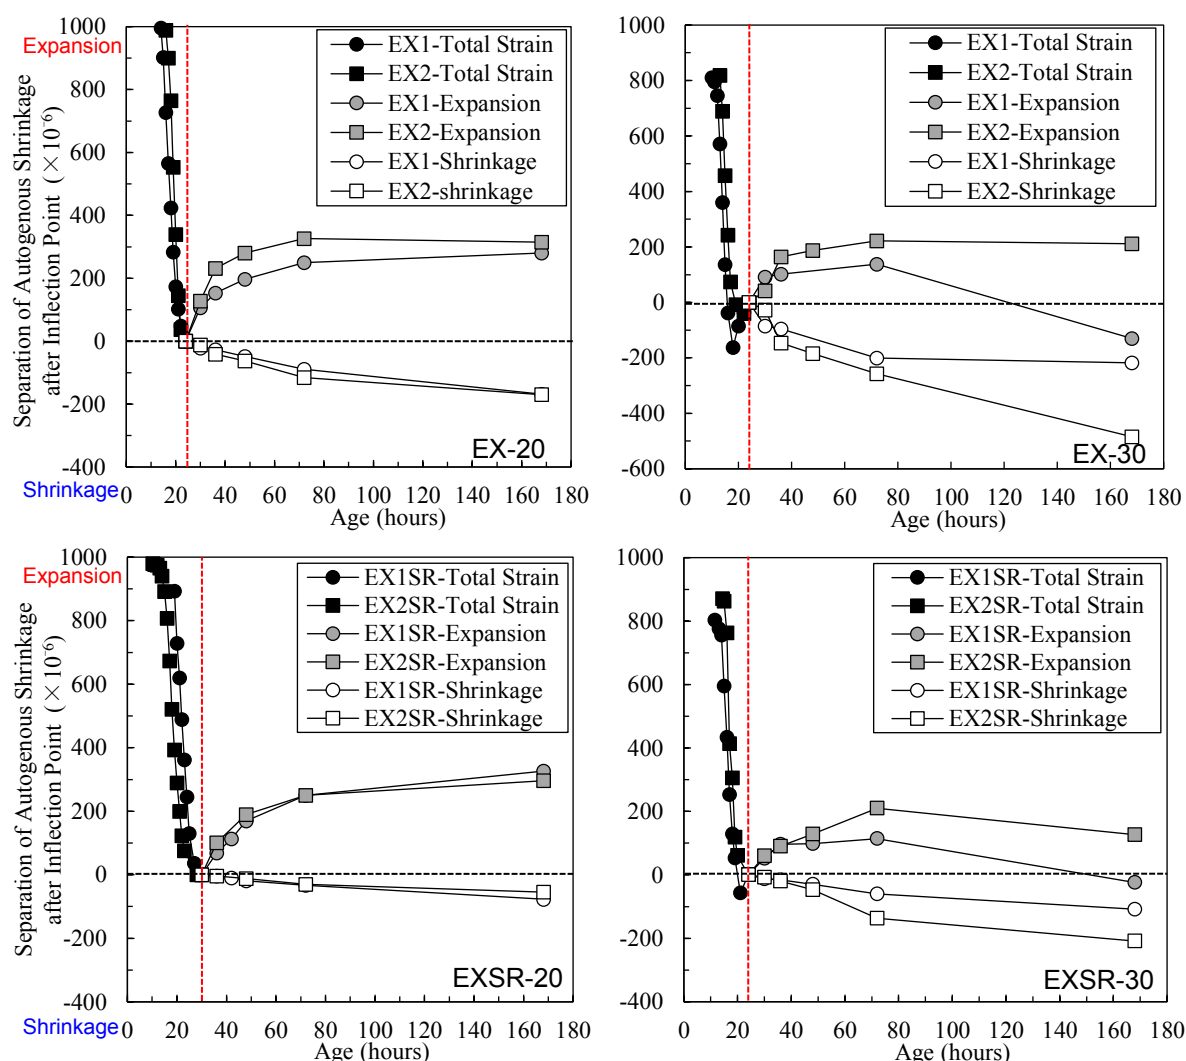 Expansion
Separation of Autogenous Shrinkage
after Inflection Point (×10⁻⁶)
1000
800
600
400
200
0
-200
-400
EX1-Total Strain
EX2-Total Strain
EX1-Expansion
EX2-Expansion
EX1-Shrinkage
EX2-shrinkage
EX-20
Shrinkage
0 20 40 60 80 100 120 140 160 180
Age (hours)
1000
800
600
400
200
0
-200
-400
-600
EX1-Total Strain
EX2-Total Strain
EX1-Expansion
EX2-Expansion
EX1-Shrinkage
EX2-Shrinkage
EX-30
0 20 40 60 80 100 120 140 160 180
Age (hours)
Expansion
Separation of Autogenous Shrinkage
after Inflection Point (×10⁻⁶)
1000
800
600
400
200
0
-200
-400
EX1SR-Total Strain
EX2SR-Total Strain
EX1SR-Expansion
EX2SR-Expansion
EX1SR-Shrinkage
EX2SR-Shrinkage
EXSR-20
Shrinkage
0 20 40 60 80 100 120 140 160 180
Age (hours)
1000
800
600
400
200
0
-200
-400
EX1SR-Total Strain
EX2SR-Total Strain
EX1SR-Expansion
EX2SR-Expansion
EX1SR-Shrinkage
EX2SR-Shrinkage
EXSR-30
0 20 40 60 80 100 120 140 160 180
Age (hours)